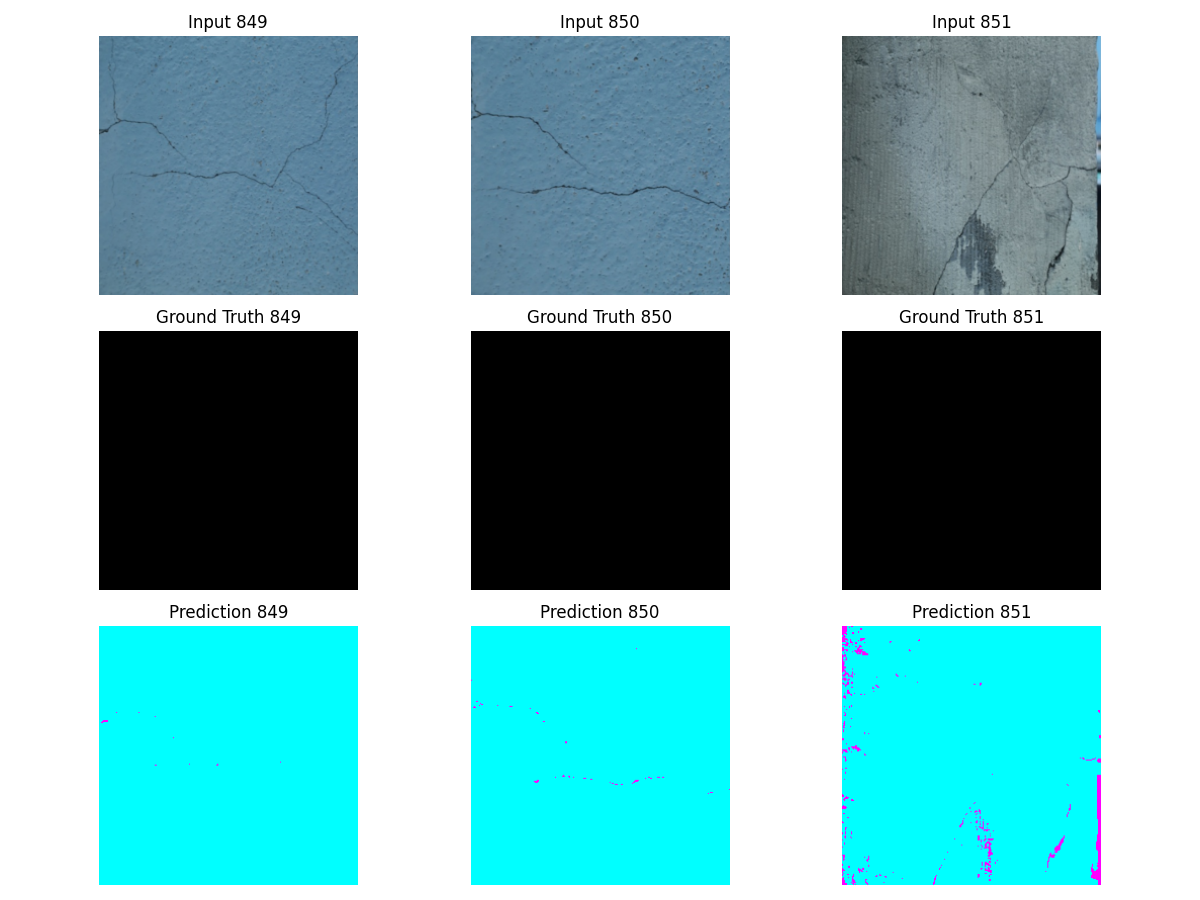 Input 849
Input 850
Input 851
Ground Truth 849
Ground Truth 850
Ground Truth 851
Prediction 849
Prediction 850
Prediction 851